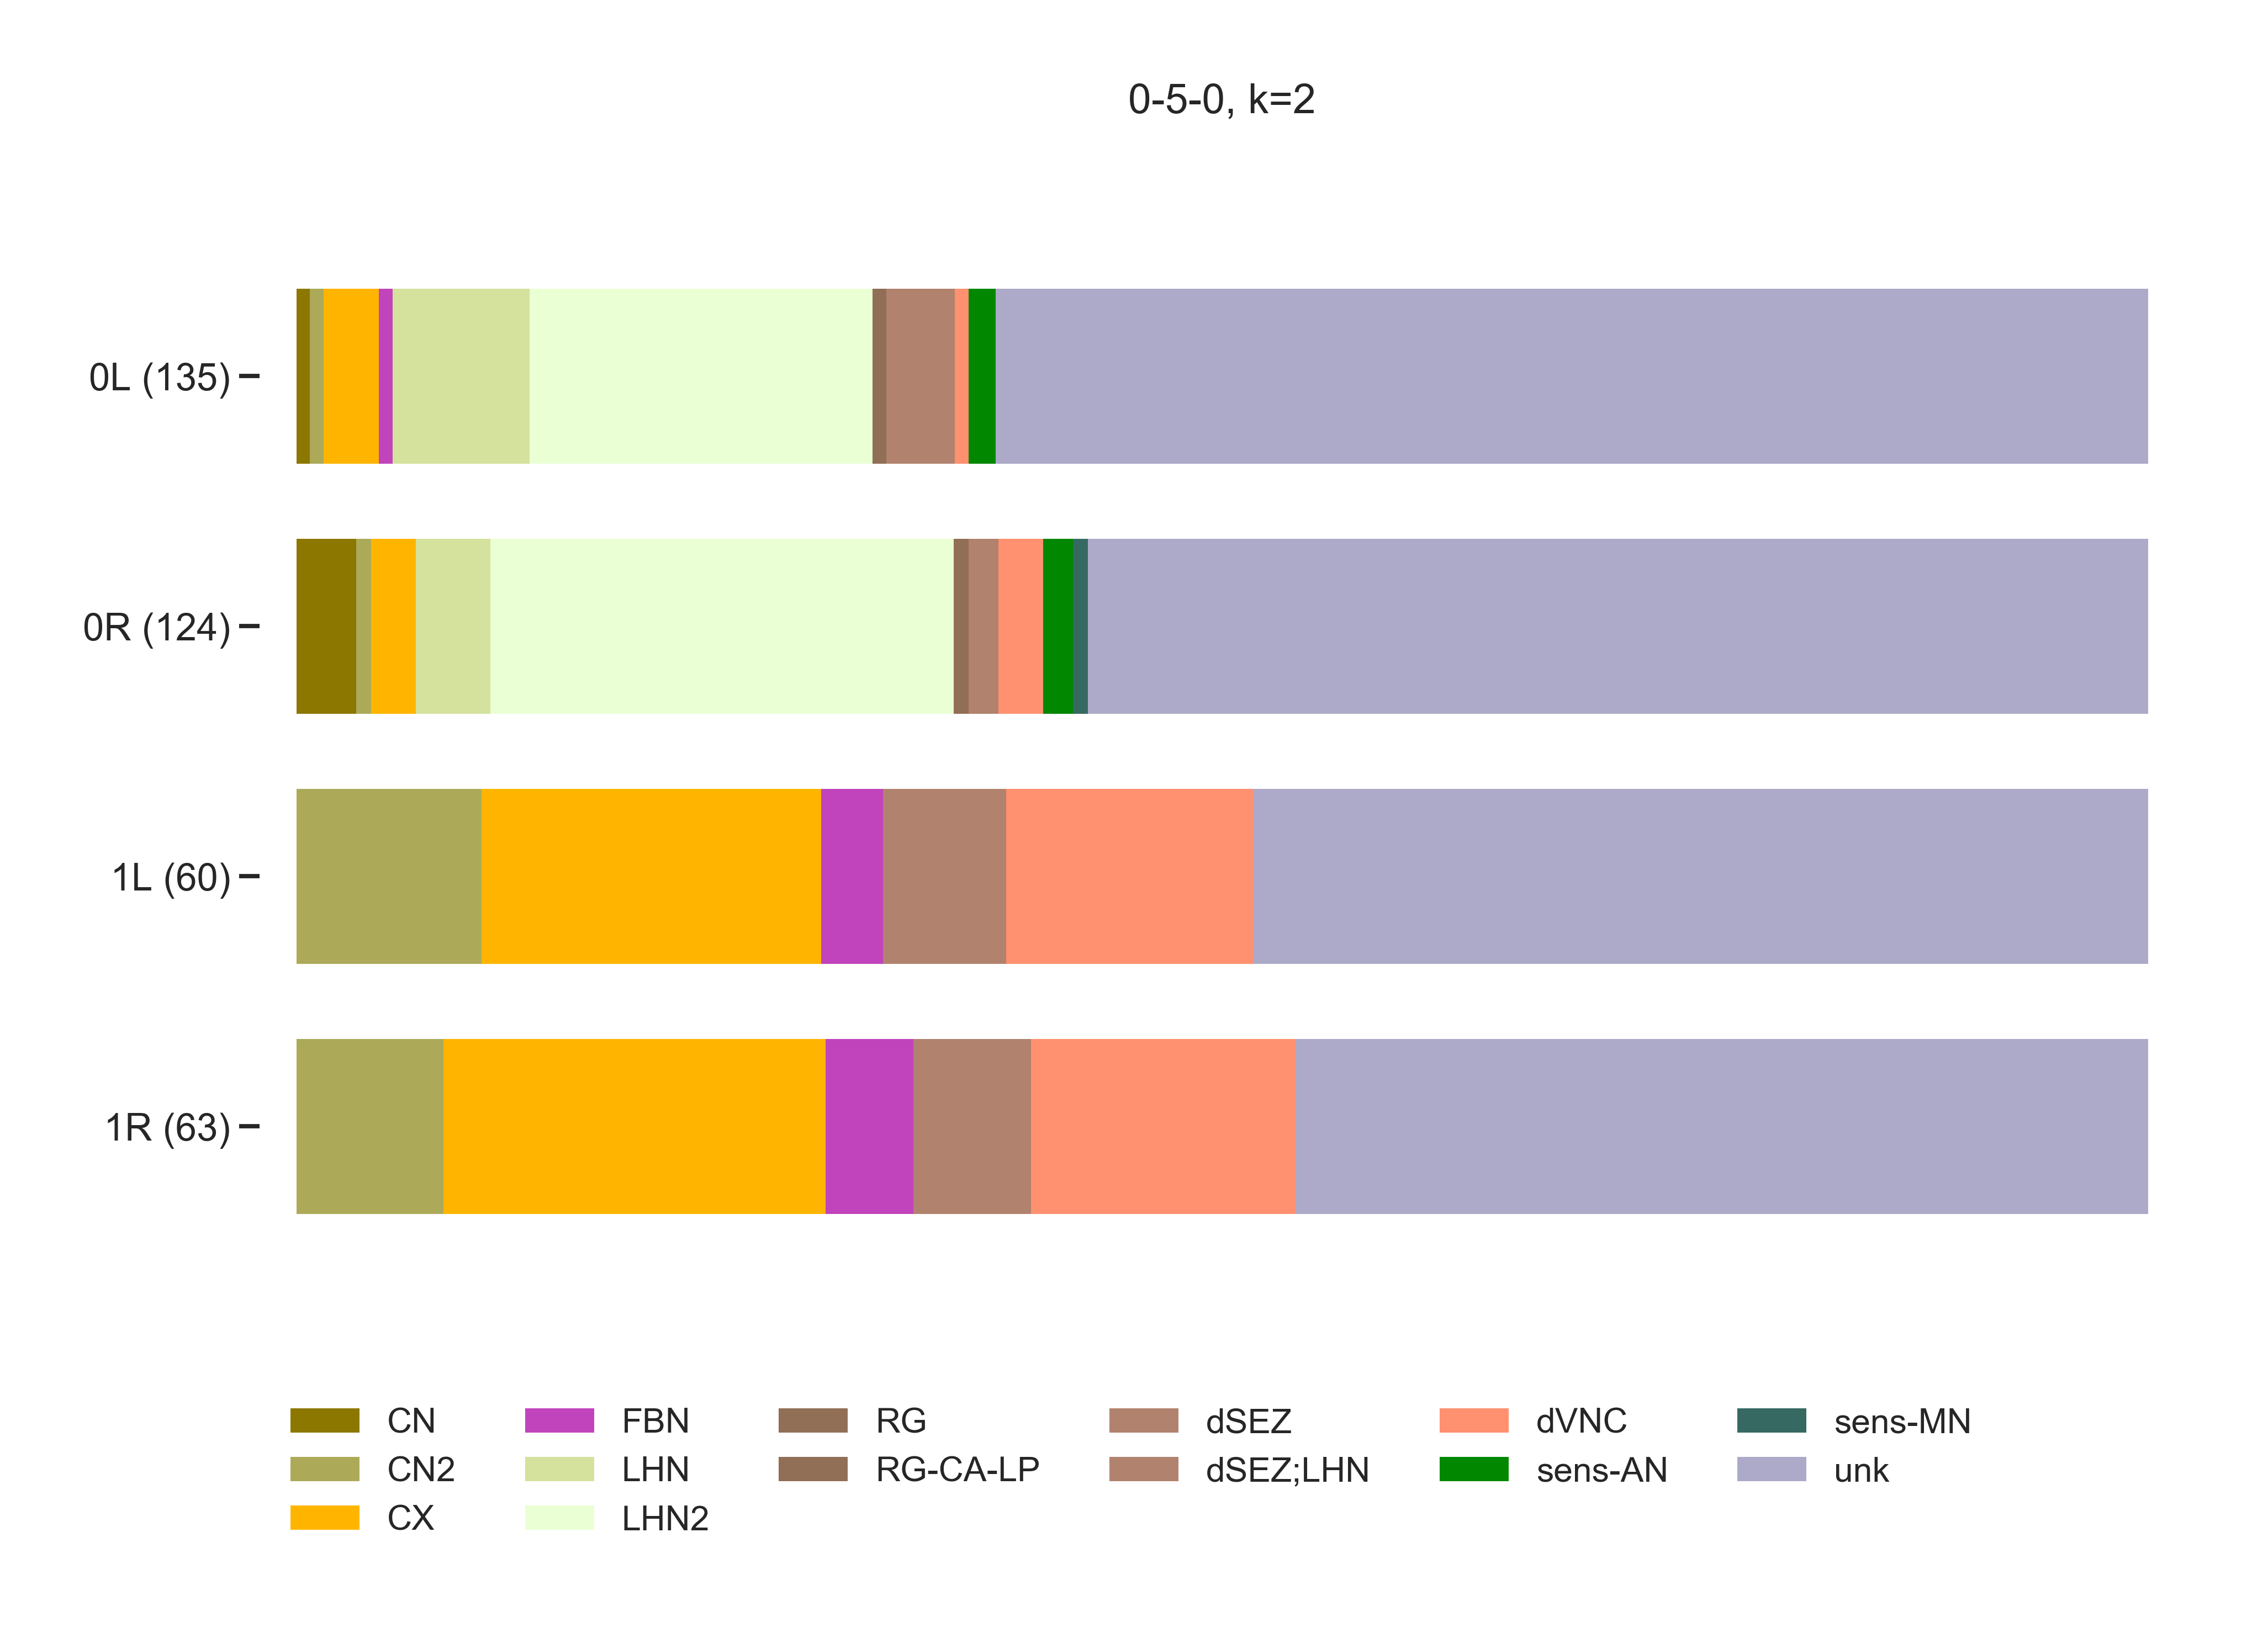 0-5-0, k=2
0L (135)
0R (124)
1L (60)
1R (63)
CN FBN RG dSEZ dVNC sens-MN
CN2 LHN RG-CA-LP dSEZ;LHN sens-AN unk
CX LHN2